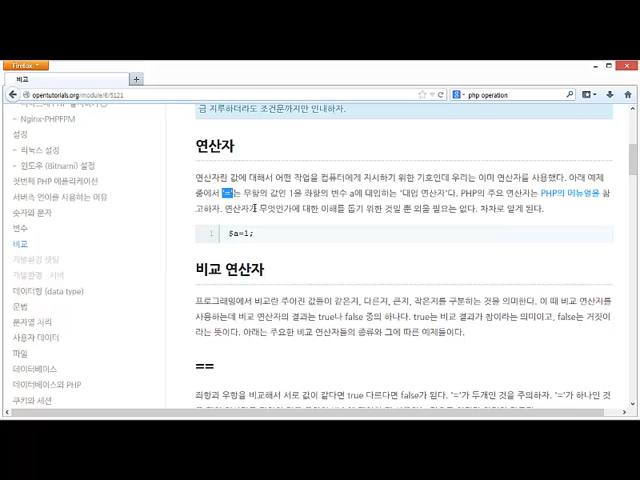 Firefox
비교
opentutorials.org/module/6/5121
php operation
Nginx-PHPFPM
설정
리눅스 설정
윈도우 (Bitnami) 설정
첫번째 PHP 애플리케이션
서버측 언어를 사용하는 이유
숫자와 문자
변수
비교
개발환경 셋팅
개발환경 - 서버
데이터형 (data type)
문법
문자열 처리
사용자 데이터
파일
데이터베이스
데이터베이스와 PHP
쿠키와 세션
금 지루하더라도 조건문까지만 인내하자.
연산자
연산자란 값에 대해서 어떤 작업을 컴퓨터에게 지시하기 위한 기호인데 우리는 이미 연산자를 사용했다. 아래 예제
중에서 '='는 우항의 값인 1을 좌항의 변수 a에 대입하는 '대입 연산자'다. PHP의 주요 연산자는 PHP의 메뉴얼을 참
고하자. 연산자가 무엇인가에 대한 이해를 돕기 위한 것일 뿐 외울 필요는 없다. 차차로 알게 된다.
1 $a=1;
비교 연산자
프로그래밍에서 비교란 주어진 값들이 같은지, 다른지, 큰지, 작은지를 구분하는 것을 의미한다. 이 때 비교 연산자를
사용하는데 비교 연산자의 결과는 true나 false 중의 하나다. true는 비교 결과가 참이라는 의미이고, false는 거짓이
라는 뜻이다. 아래는 주요한 비교 연산자들의 종류와 그에 따른 예제들이다.
==
좌항과 우항을 비교해서 서로 값이 같다면 true 다르다면 false가 된다. '='가 두개인 것을 주의하자. '='가 하나인 것